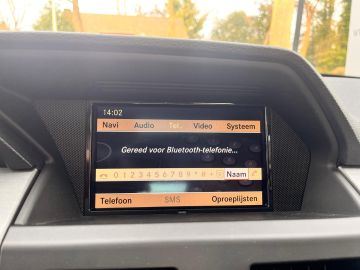 14:02
Navi Audio Tel Video Systeem
Gereed voor Bluetooth-telefonie...
0 1 2 3 4 5 6 7 8 9 * # + Naam
Telefoon SMS Oproeplijsten